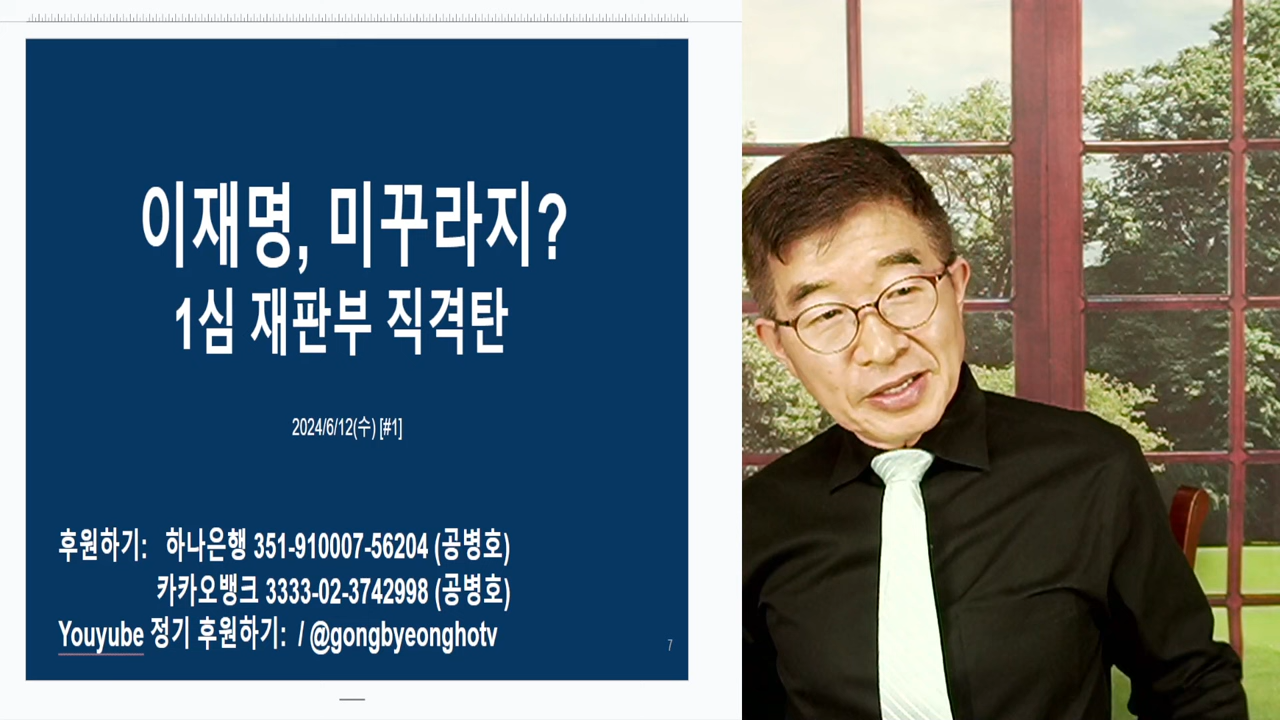 이재명, 미꾸라지?
1심 재판부 직격탄
2024/6/12(수) [#1]
후원하기: 하나은행 351-910007-56204 (공병호)
카카오뱅크 3333-02-3742998 (공병호)
Youyube 정기 후원하기: / @gongbyeonghotv
7